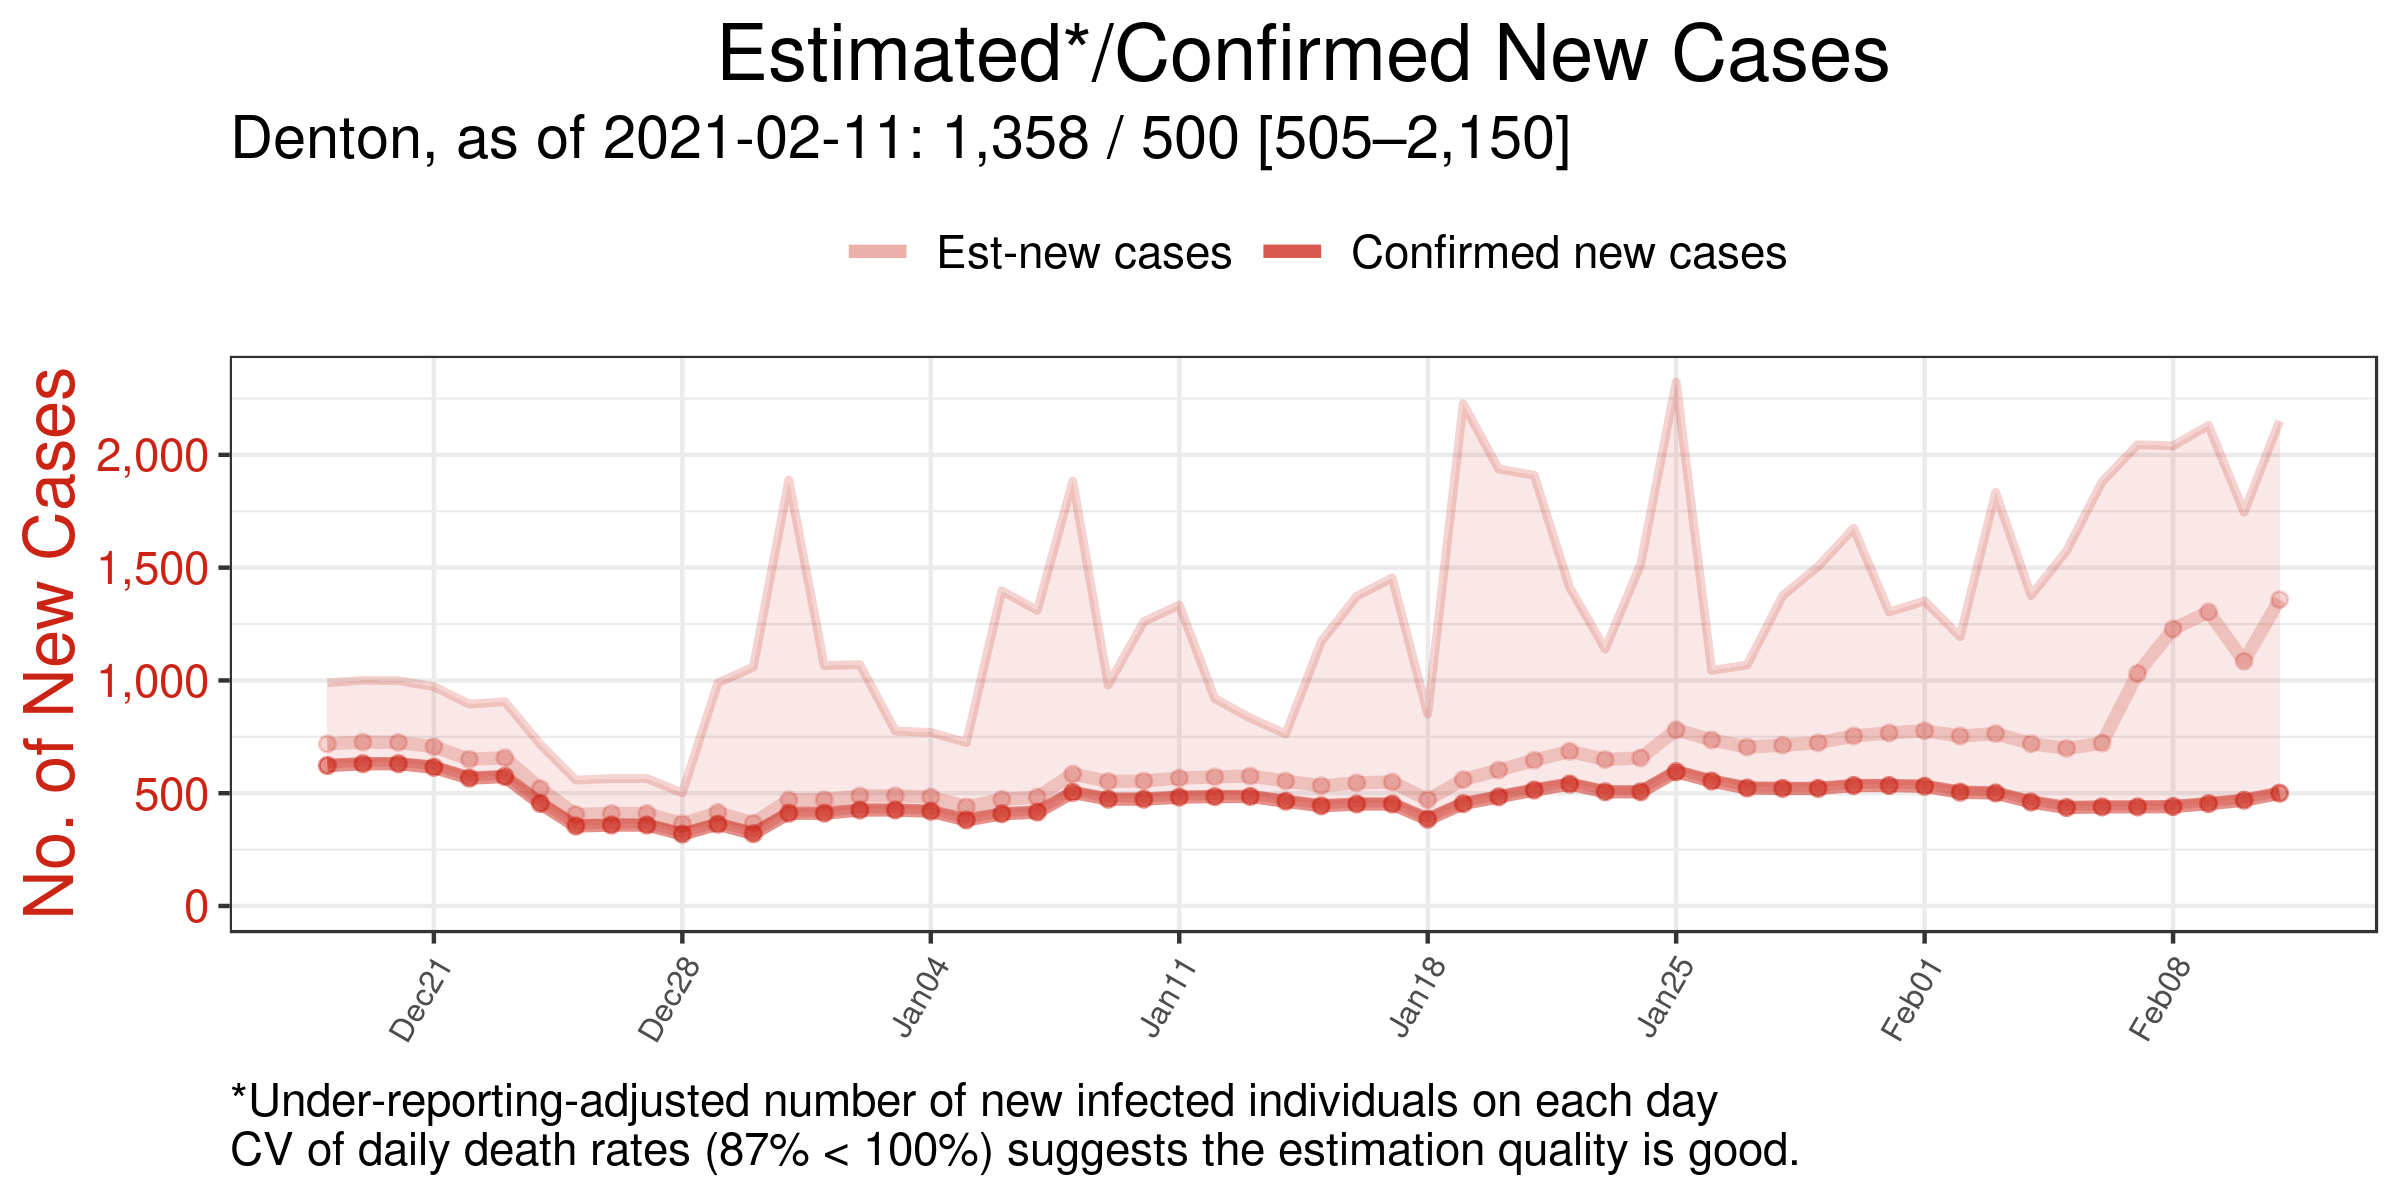 Estimated*/Confirmed New Cases
Denton, as of 2021-02-11: 1,358 / 500 [505–2,150]
Est-new cases
Confirmed new cases
No. of New Cases
2,000
1,500
1,000
500
0
Dec21
Dec28
Jan04
Jan11
Jan18
Jan25
Feb01
Feb08
*Under-reporting-adjusted number of new infected individuals on each day
CV of daily death rates (87% < 100%) suggests the estimation quality is good.